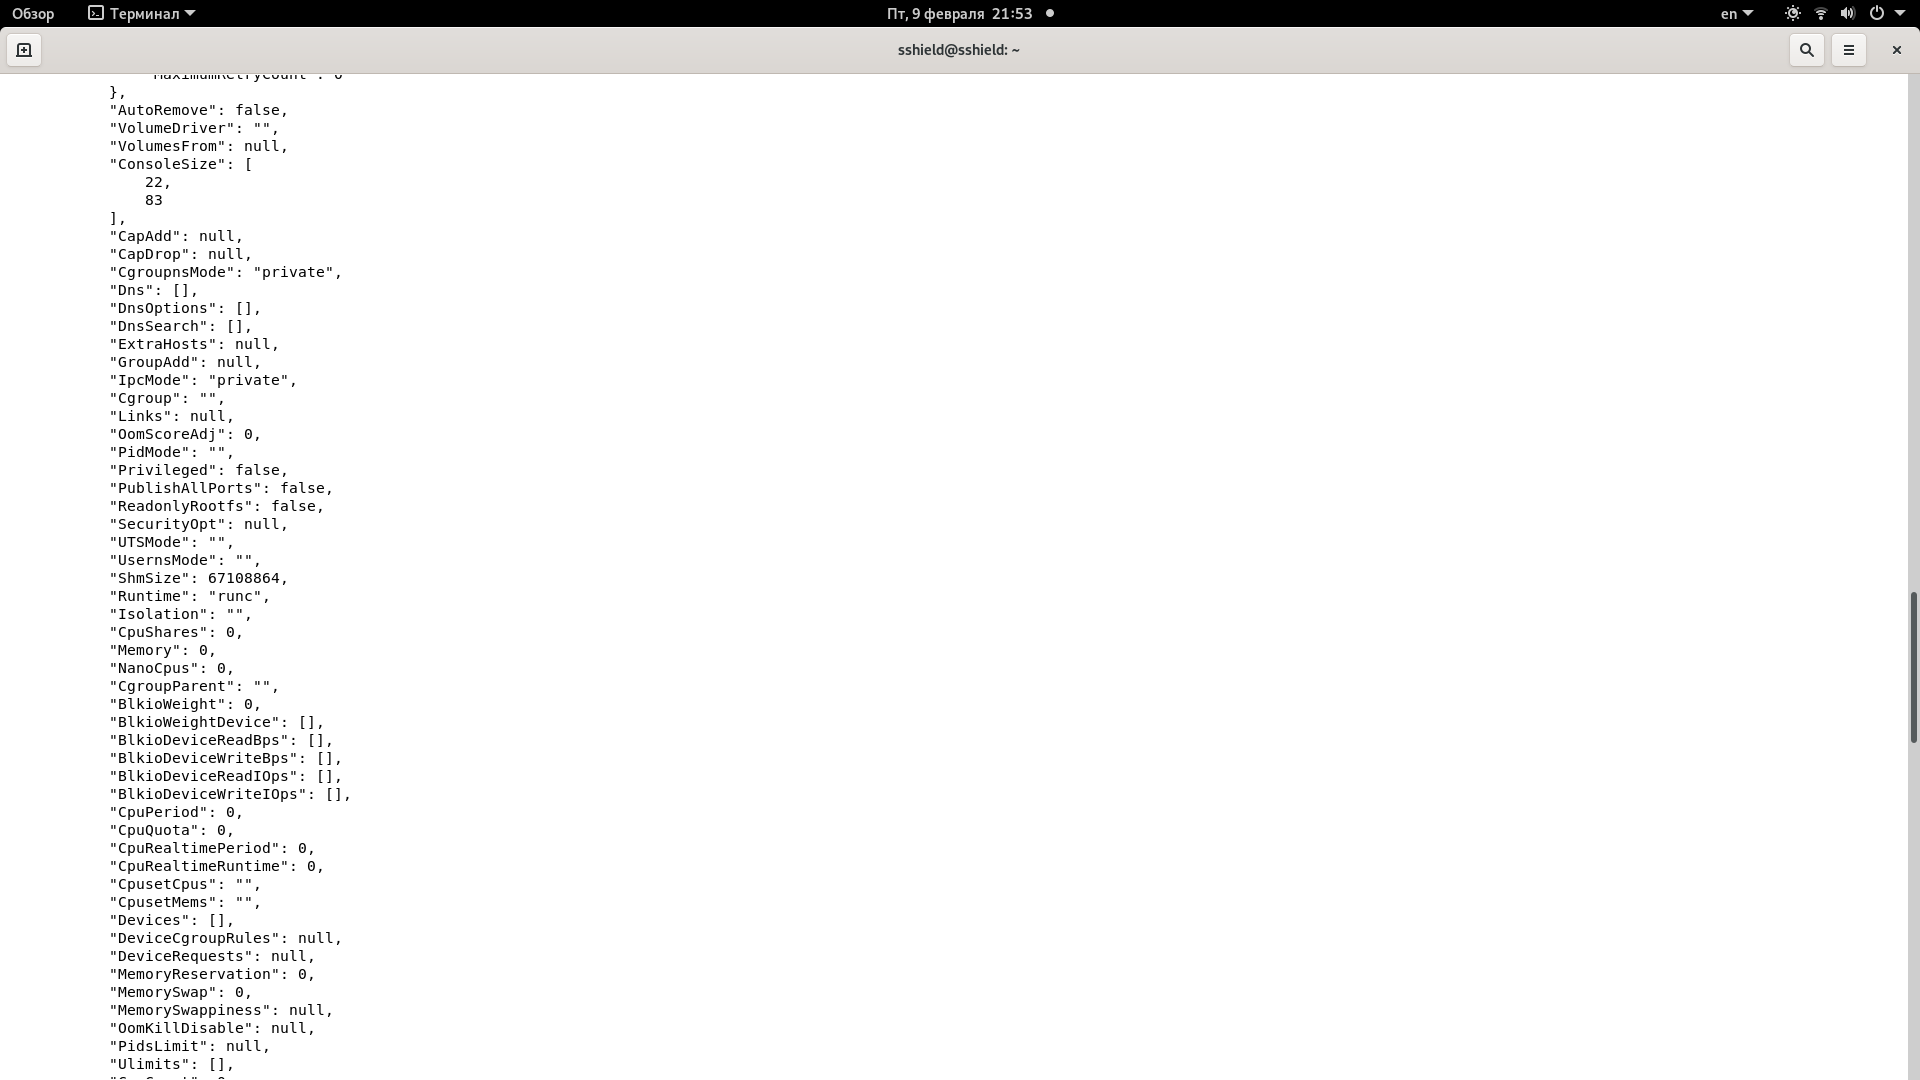 Обзор
Терминал
Пт, 9 февраля 21:53
en
sshield@sshield: ~
"MaximumRetryCount": 0
},
"AutoRemove": false,
"VolumeDriver": "",
"VolumesFrom": null,
"ConsoleSize": [
22,
83
],
"CapAdd": null,
"CapDrop": null,
"CgroupnsMode": "private",
"Dns": [],
"DnsOptions": [],
"DnsSearch": [],
"ExtraHosts": null,
"GroupAdd": null,
"IpcMode": "private",
"Cgroup": "",
"Links": null,
"OomScoreAdj": 0,
"PidMode": "",
"Privileged": false,
"PublishAllPorts": false,
"ReadonlyRootfs": false,
"SecurityOpt": null,
"UTSMode": "",
"UsernsMode": "",
"ShmSize": 67108864,
"Runtime": "runc",
"Isolation": "",
"CpuShares": 0,
"Memory": 0,
"NanoCpus": 0,
"CgroupParent": "",
"BlkioWeight": 0,
"BlkioWeightDevice": [],
"BlkioDeviceReadBps": [],
"BlkioDeviceWriteBps": [],
"BlkioDeviceReadIOps": [],
"BlkioDeviceWriteIOps": [],
"CpuPeriod": 0,
"CpuQuota": 0,
"CpuRealtimePeriod": 0,
"CpuRealtimeRuntime": 0,
"CpusetCpus": "",
"CpusetMems": "",
"Devices": [],
"DeviceCgroupRules": null,
"DeviceRequests": null,
"MemoryReservation": 0,
"MemorySwap": 0,
"MemorySwappiness": null,
"OomKillDisable": null,
"PidsLimit": null,
"Ulimits": [],